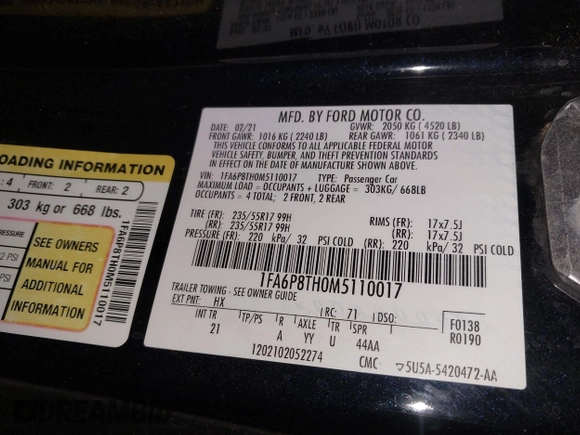 MFD. BY FORD MOTOR CO.
DATE: 02/21 GVWR: 2050 KG ( 4520 LB)
FRONT GAWR: 1016 KG ( 2240 LB) REAR GAWR: 1061 KG ( 2340 LB)
THIS VEHICLE CONFORMS TO ALL APPLICABLE FEDERAL MOTOR
VEHICLE SAFETY, BUMPER, AND THEFT PREVENTION STANDARDS
IN EFFECT ON THE DATE OF MANUFACTURE SHOWN ABOVE.
VIN: 1FA6P8TH0M5110017 TYPE: Passenger Car
MAXIMUM LOAD = OCCUPANTS + LUGGAGE = 303KG/ 668LB
OCCUPANTS = 4 TOTAL; 2 FRONT, 2 REAR
TIRE (FR): 235/55R17 99H RIMS (FR): 17x7.5J
(RR): 235/55R17 99H (RR): 17x7.5J
PRESSURE (FR): 220 kPa/ 32 PSI COLD (RR): 220 kPa/ 32 PSI COLD
1FA6P8TH0M5110017
TRAILER TOWING - SEE OWNER GUIDE
EXT PNT: HX RC: 71 DSO: F0138
INT TR TP/PS R AXLE TR SPR R0190
21 A YY U 44AA
1202102052274 CMC 5U5A-5420472-AA
LOADING INFORMATION
: 4 FRONT: 2 REAR: 2
303 kg or 668 lbs.
SEE OWNERS
MANUAL FOR
ADDITIONAL
INFORMATION
1FA6P8TH0M5110017
DREAMBID